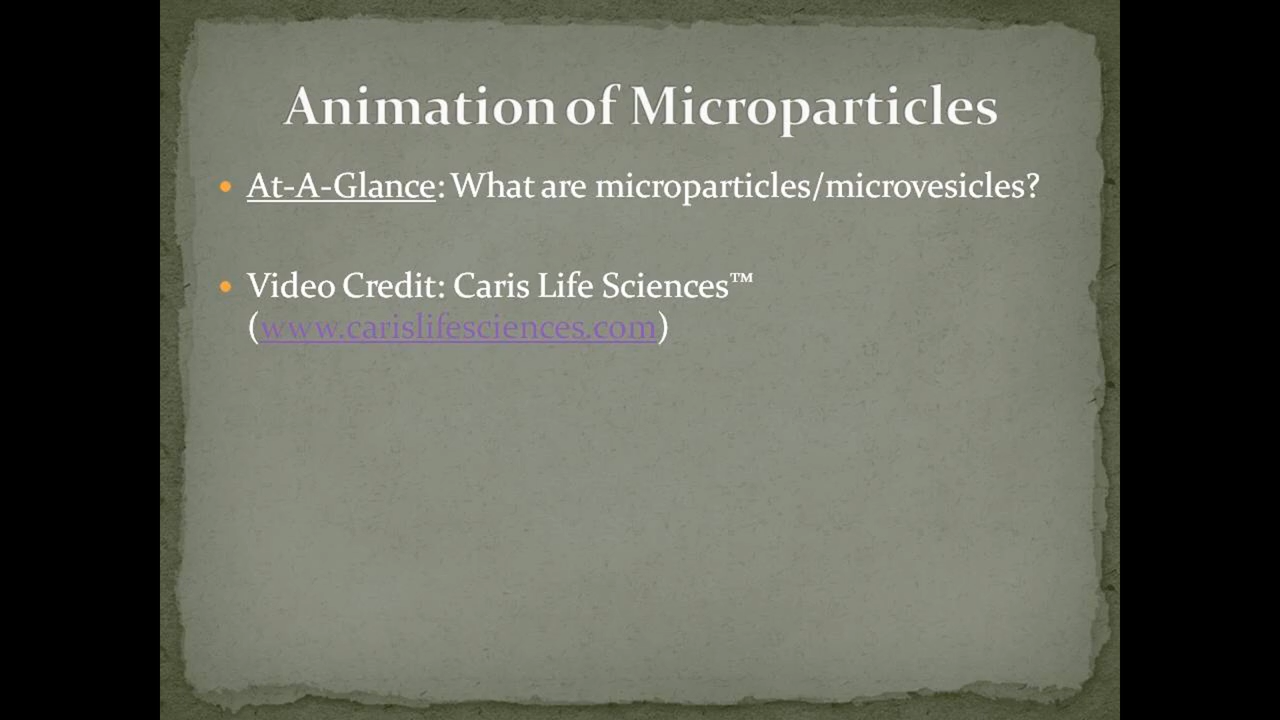 Animation of Microparticles
• At-A-Glance: What are microparticles/microvesicles?
• Video Credit: Caris Life Sciences™
(www.carislifesciences.com)